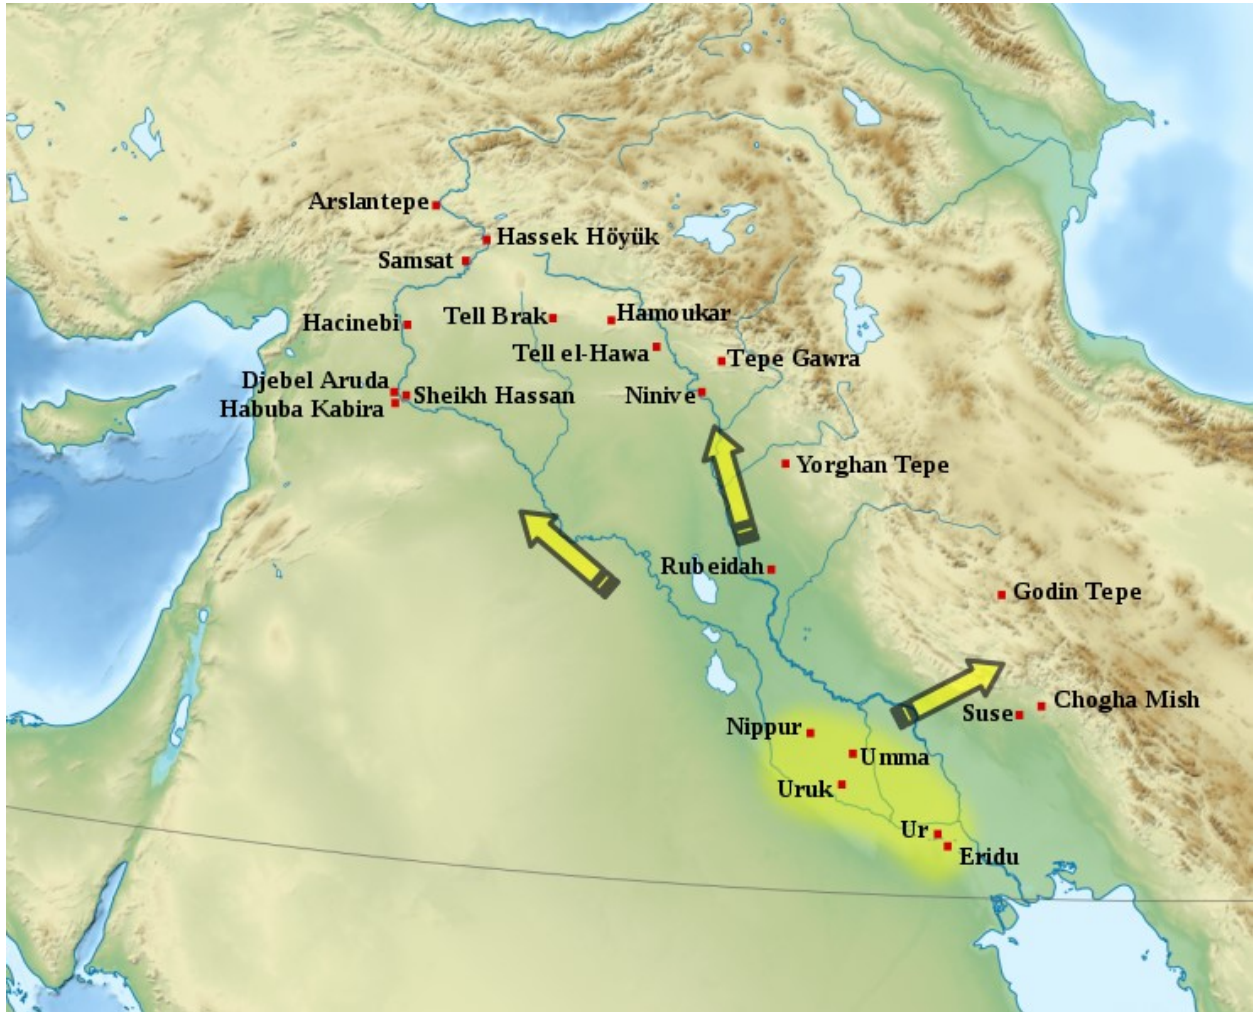 Arslantepe
Hassek Höyük
Samsat
Hacinebi
Tell Brak
Hamoukar
Tell el-Hawa
Tepe Gawra
Djebel Aruda
Sheikh Hassan
Habuba Kabira
Ninive
Yorghan Tepe
Rubeidah
Godin Tepe
Chogha Mish
Suse
Nippur
Umma
Uruk
Ur
Eridu